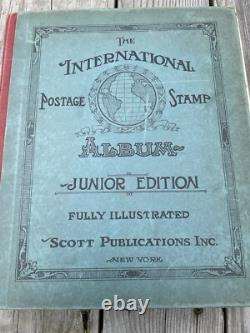 THE
INTERNATIONAL
POSTAGE STAMP
ALBUM
JUNIOR EDITION
FULLY ILLUSTRATED
SCOTT PUBLICATIONS INC.
NEW YORK